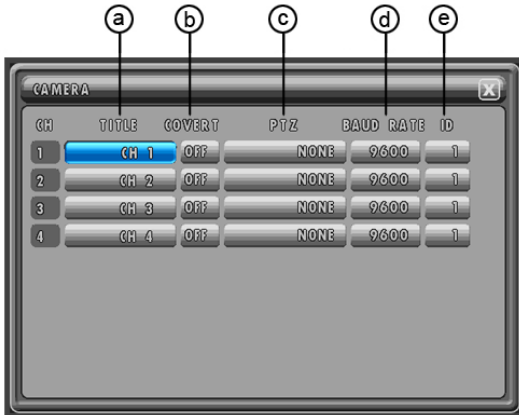 a b c d e
CAMERA X
CH TITLE COVERT PTZ BAUD RATE ID
1 CH 1 OFF NONE 9600 1
2 CH 2 OFF NONE 9600 1
3 CH 3 OFF NONE 9600 1
4 CH 4 OFF NONE 9600 1